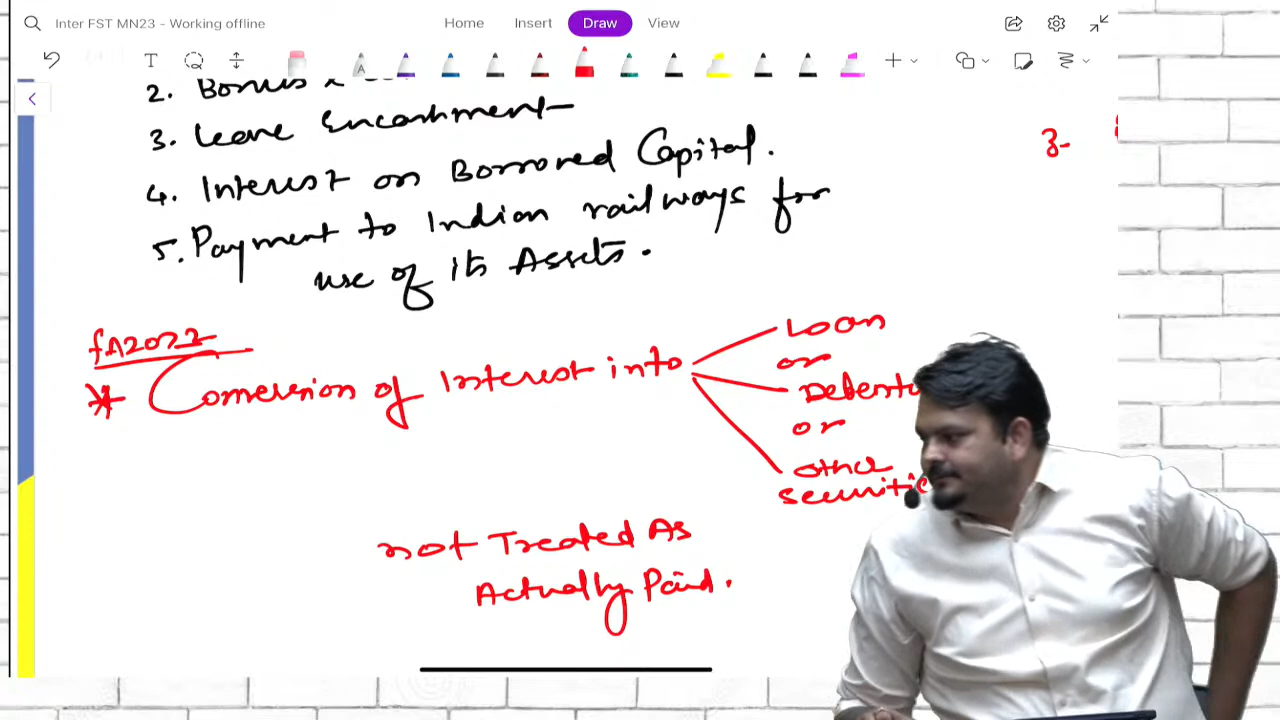 Inter FST MN23 - Working offline
Home Insert Draw View
2. Bonus
3. Leave Encashment
4. Interest on Borrowed Capital.
5. Payment to Indian railways for
use of its Assets.
3-
FA2022
* Conversion of Interest into
Loan
or
or
other
not Treated As
Actually Paid.